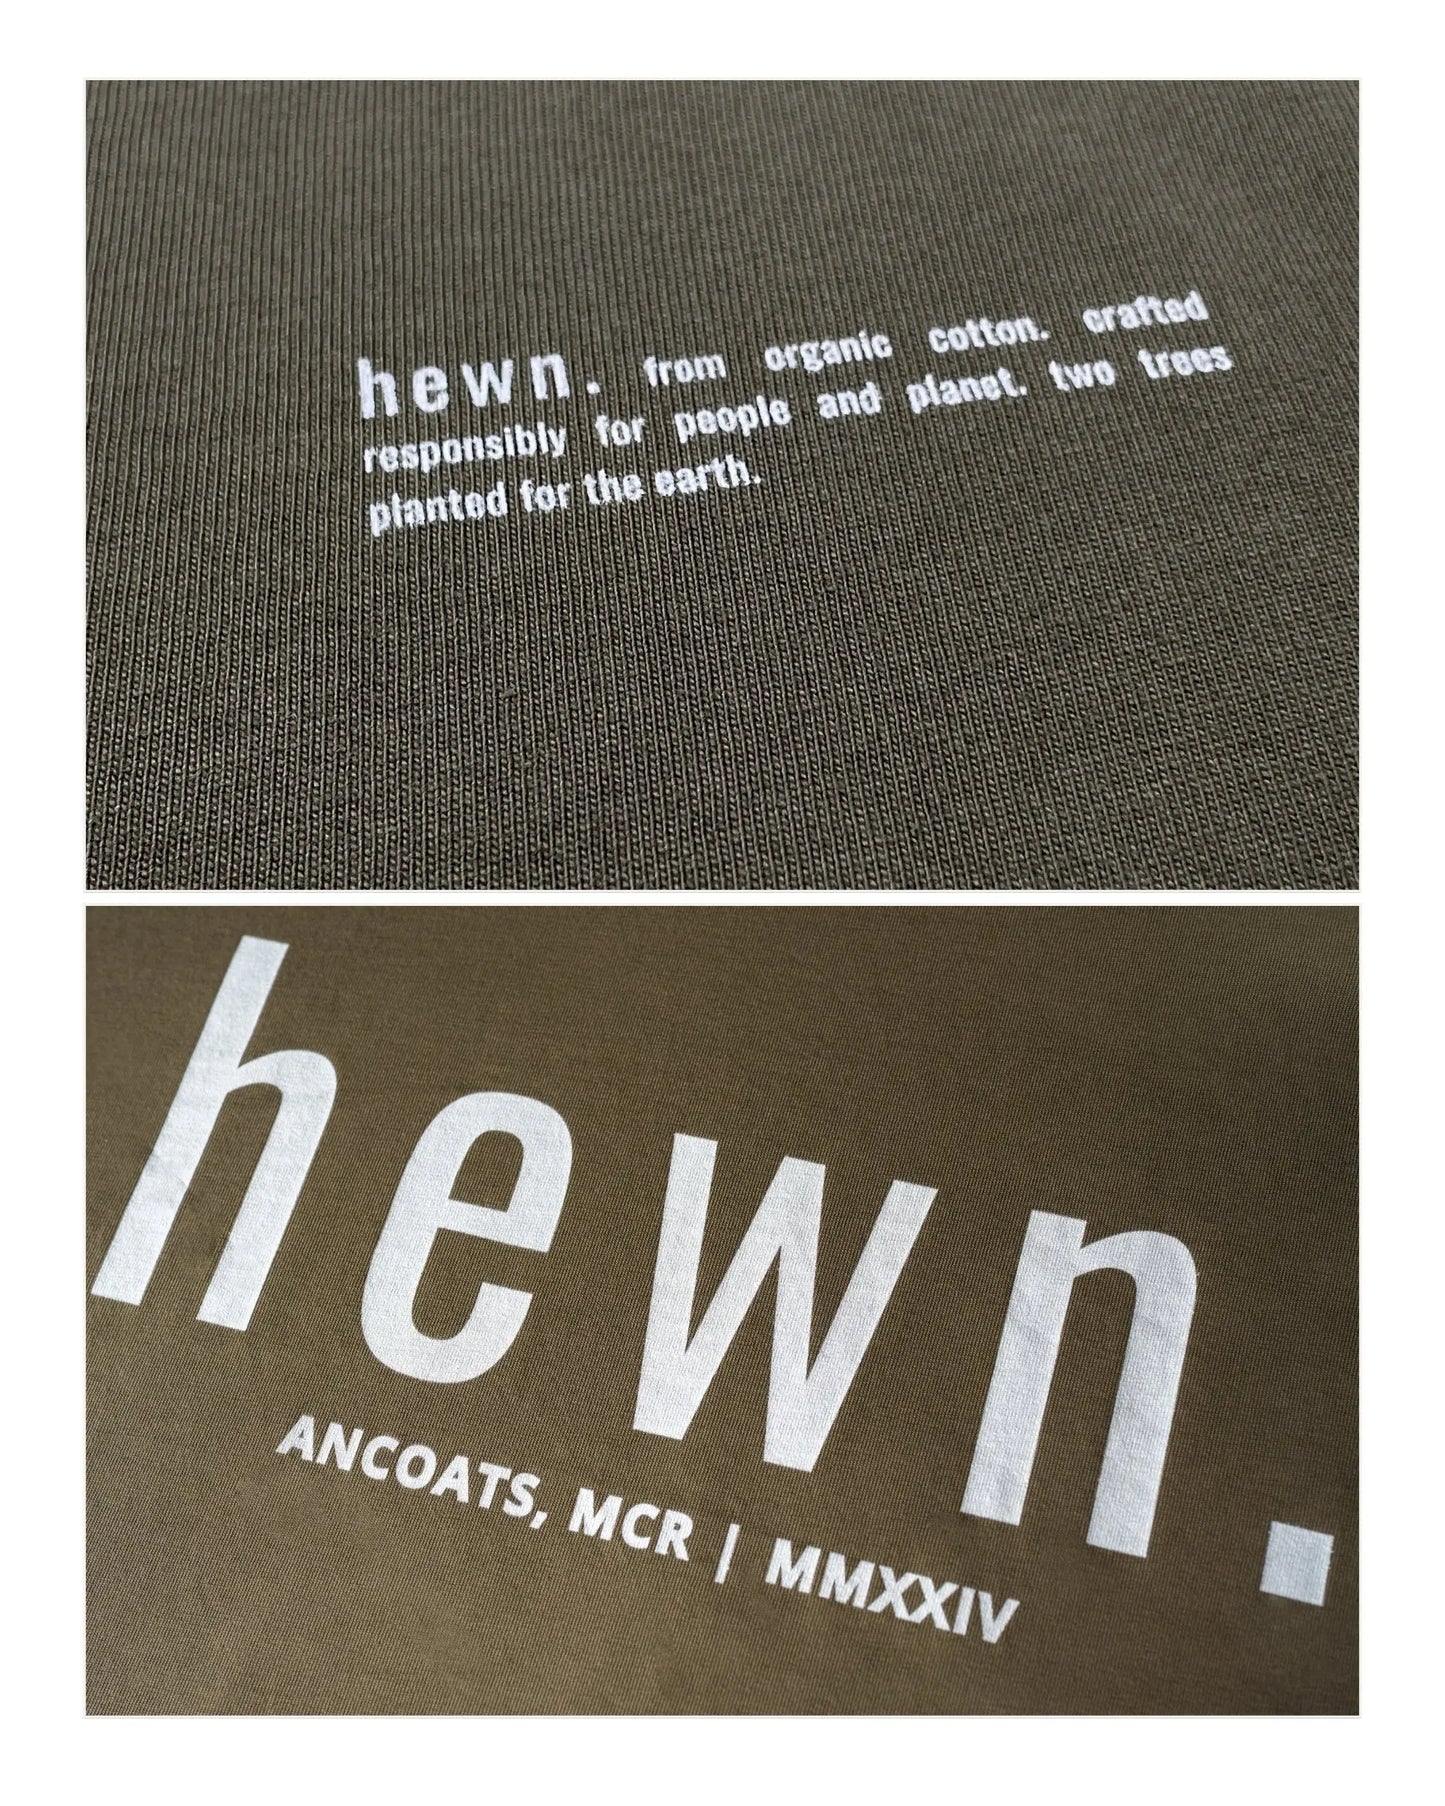 hewn. from organic cotton. crafted
responsibly for people and planet. two trees
planted for the earth.
hewn.
ANCOATS, MCR | MMXXIV